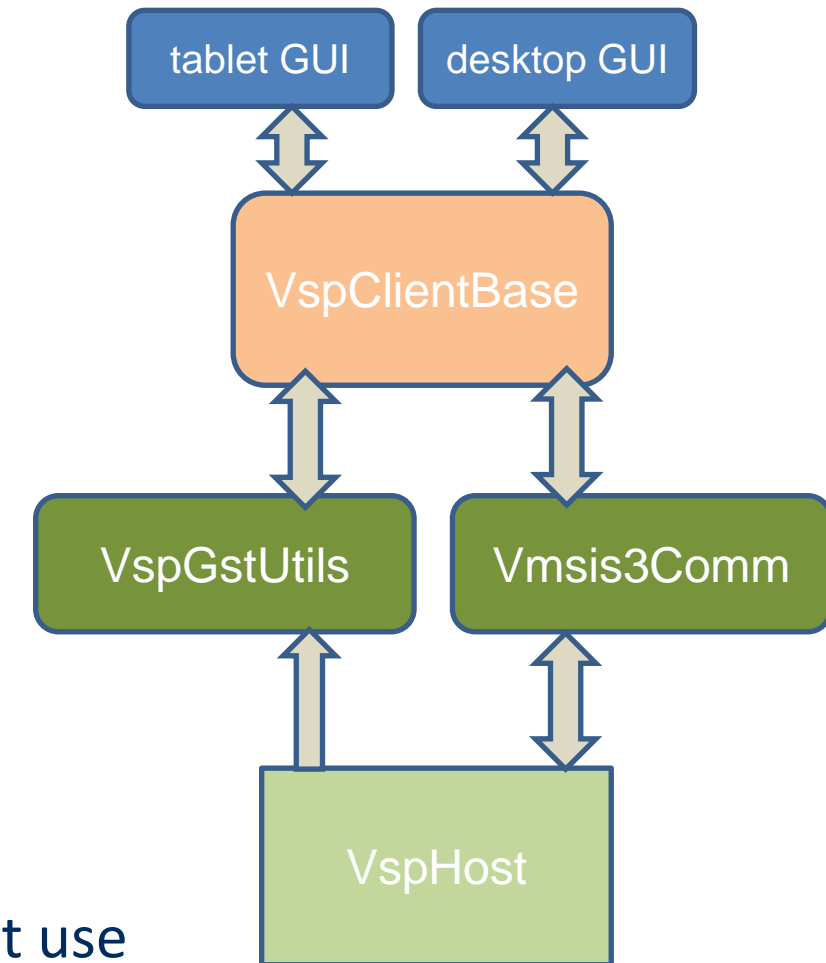 tablet GUI
desktop GUI
VspClientBase
VspGstUtils
Vmsis3Comm
VspHost
t use